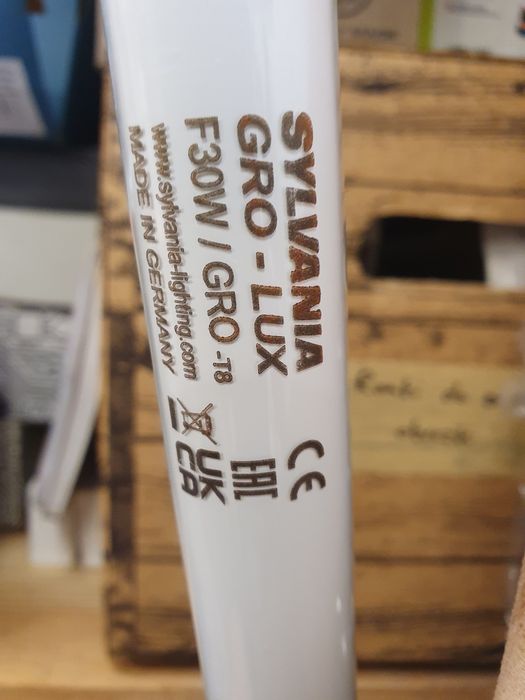 SYLVANIA
GRO-LUX
F30W/GRO-T8
www.sylvania-lighting.com
MADE IN GERMANY
CE
EAC
UK
CA